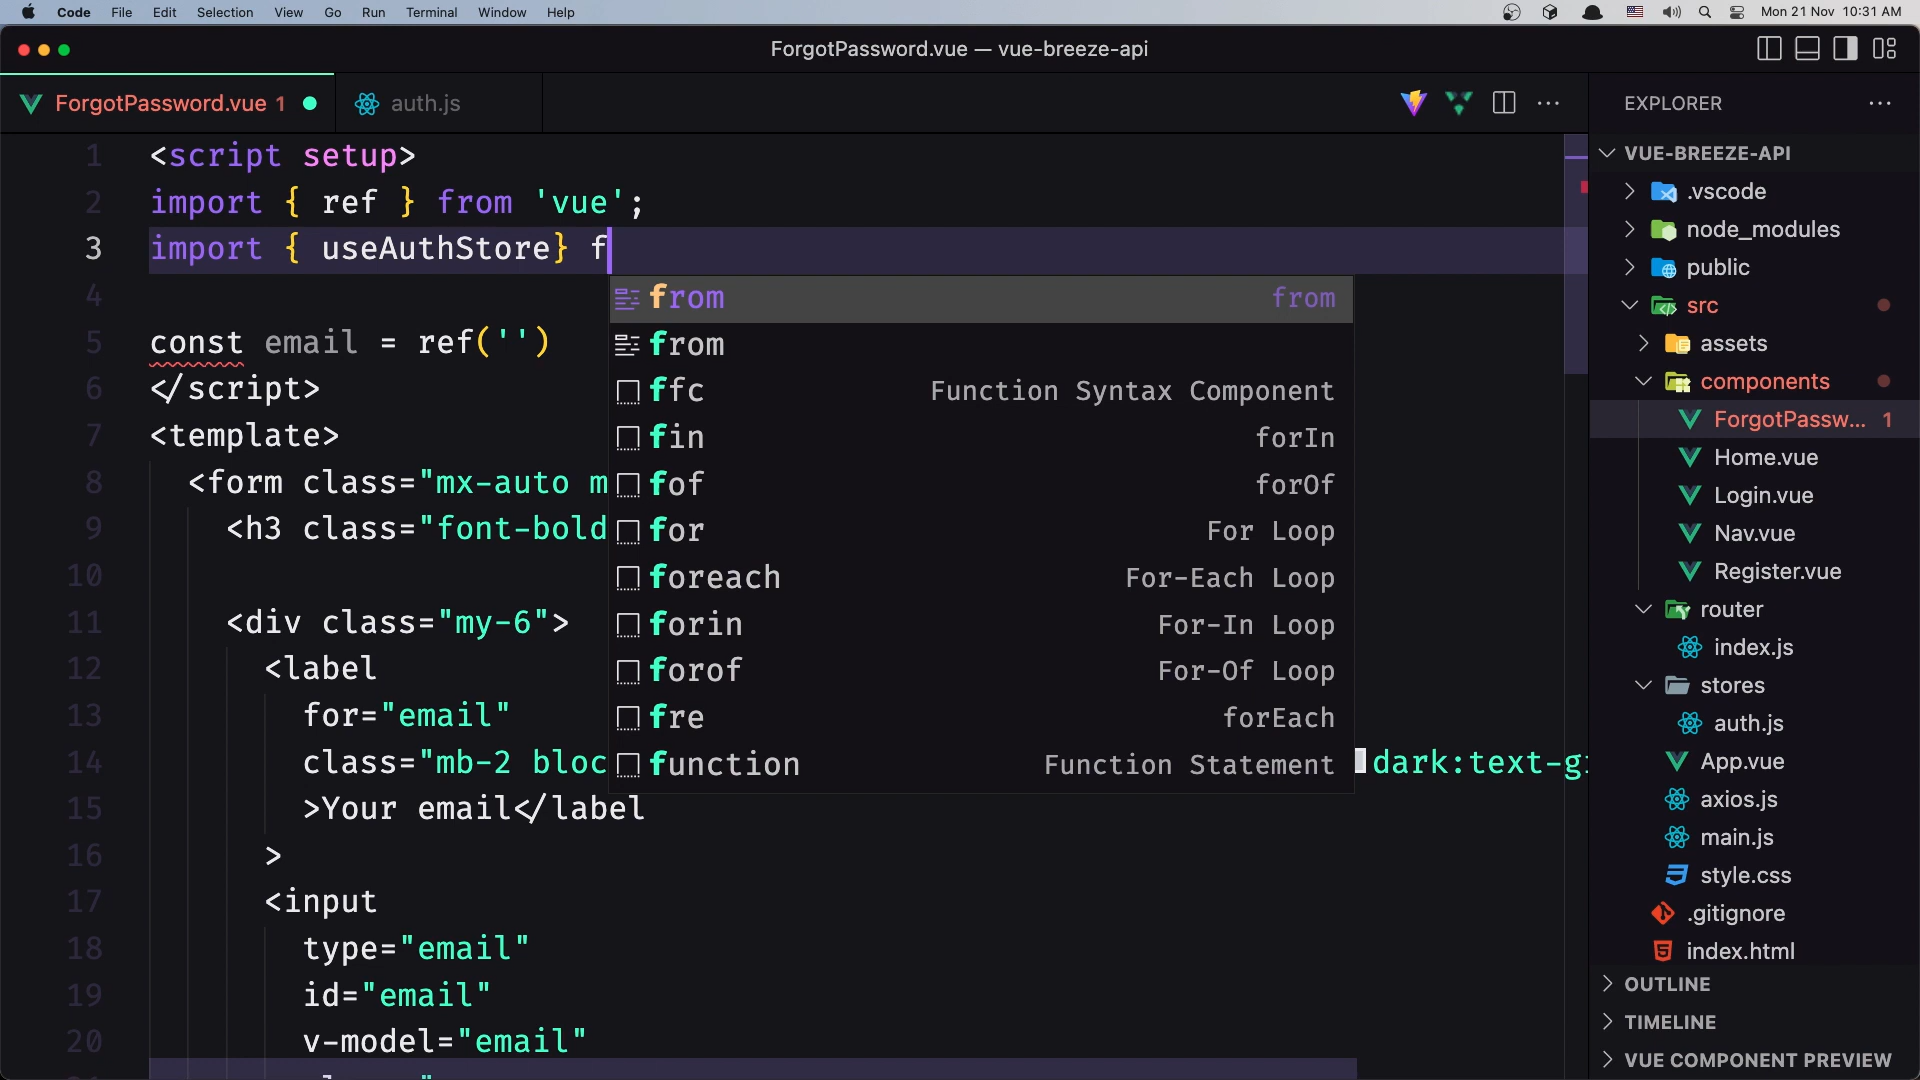 Code File Edit Selection View Go Run Terminal Window Help Mon 21 Nov 10:31 AM
ForgotPassword.vue — vue-breeze-api
ForgotPassword.vue 1 auth.js
1 <script setup>
2 import { ref } from 'vue';
3 import { useAuthStore} f
4
5 const email = ref('')
6 </script>
7 <template>
8 <form class="mx-auto m
9 <h3 class="font-bold
10
11 <div class="my-6">
12 <label
13 for="email"
14 class="mb-2 bloc dark:text-g
15 >Your email</label
16 >
17 <input
18 type="email"
19 id="email"
20 v-model="email"
from from
from
ffc Function Syntax Component
fin forIn
fof forOf
for For Loop
foreach For-Each Loop
forin For-In Loop
forof For-Of Loop
fre forEach
function Function Statement
EXPLORER
VUE-BREEZE-API
.vscode
node_modules
public
src
assets
components
ForgotPassw... 1
Home.vue
Login.vue
Nav.vue
Register.vue
router
index.js
stores
auth.js
App.vue
axios.js
main.js
style.css
.gitignore
index.html
OUTLINE
TIMELINE
VUE COMPONENT PREVIEW